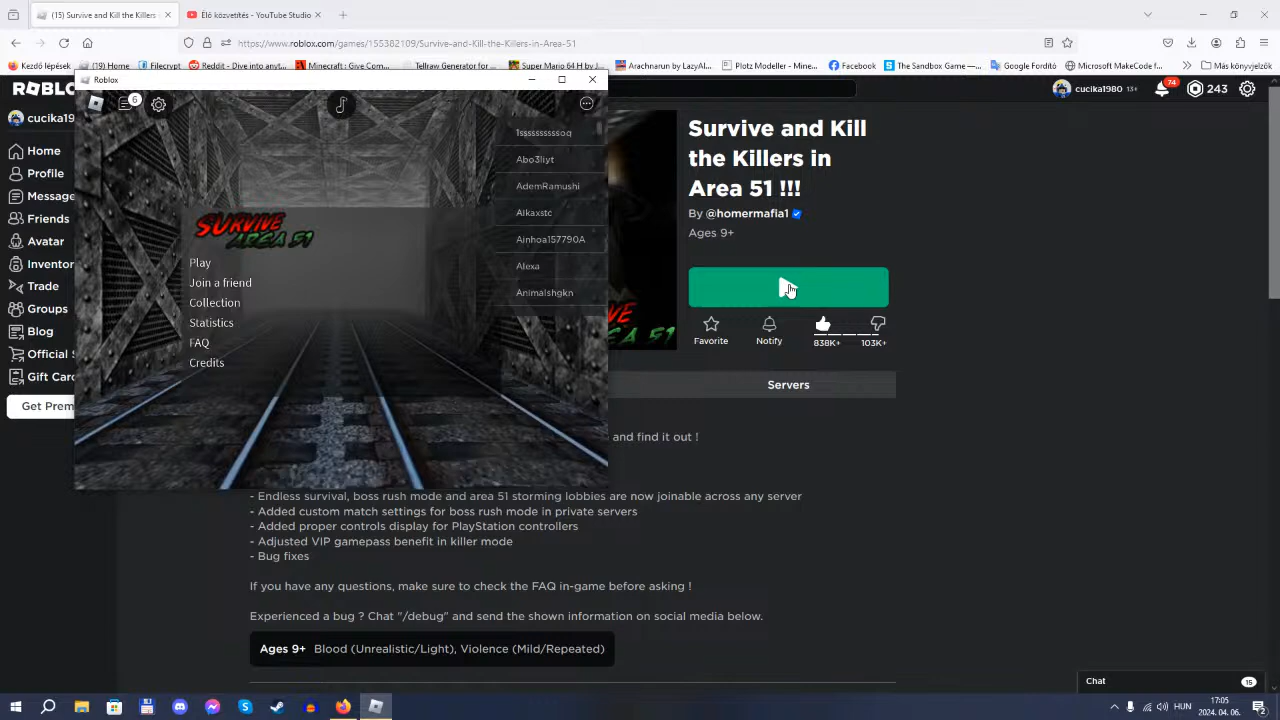 (15) Survive and Kill the Killers
Élő közvetítés - YouTube Studio
https://www.roblox.com/games/155382109/Survive-and-Kill-the-Killers-in-Area-51
Kezdő lépések
Filecrypt
Reddit - Dive into anyt...
Minecraft : Give Com...
Tellraw Generator for ...
Super Mario 64 H by J...
Arachnarun by LazyAL...
Plotz Modeller - Mine...
Facebook
The Sandbox Game —...
Google Fordító
Microsoft MakeCode f...
Más könyvjelzők
Roblox
cucika1980 13+
74
243
6
cucika19
Home
Profile
Message
Friends
Avatar
Inventor
Trade
Groups
Blog
Official S
Gift Card
Get Prem
SURVIVE
AREA 51
Play
Join a friend
Collection
Statistics
FAQ
Credits
1ssssssssssoq
Abo3liyt
AdemRamushi
Alkaxstc
Ainhoa157790A
Alexa
Animalshgkn
Survive and Kill
the Killers in
Area 51 !!!
By @homermafia1
Ages 9+
Favorite
Notify
838K+
103K+
Servers
and find it out !
- Endless survival, boss rush mode and area 51 storming lobbies are now joinable across any server
- Added custom match settings for boss rush mode in private servers
- Added proper controls display for PlayStation controllers
- Adjusted VIP gamepass benefit in killer mode
- Bug fixes
If you have any questions, make sure to check the FAQ in-game before asking !
Experienced a bug ? Chat "/debug" and send the shown information on social media below.
Ages 9+ Blood (Unrealistic/Light), Violence (Mild/Repeated)
Chat
15
HUN
17:05
2024. 04. 06.
2